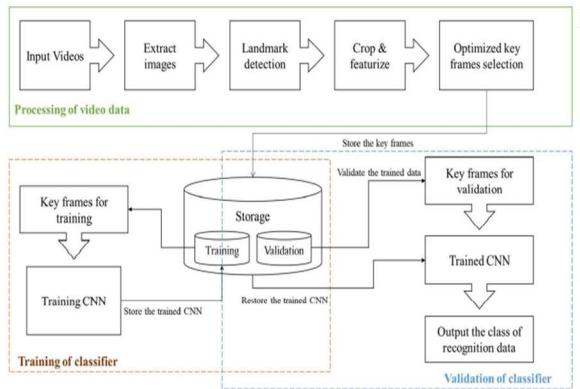 Input Videos
Extract
images
Landmark
detection
Crop &
featurize
Optimized key
frames selection
Processing of video data
Store the key frames
Key frames for
training
Storage
Training
Validation
Validate the trained data
Key frames for
validation
Training CNN
Store the trained CNN
Restore the trained CNN
Trained CNN
Output the class of
recognition data
Training of classifier
Validation of classifier